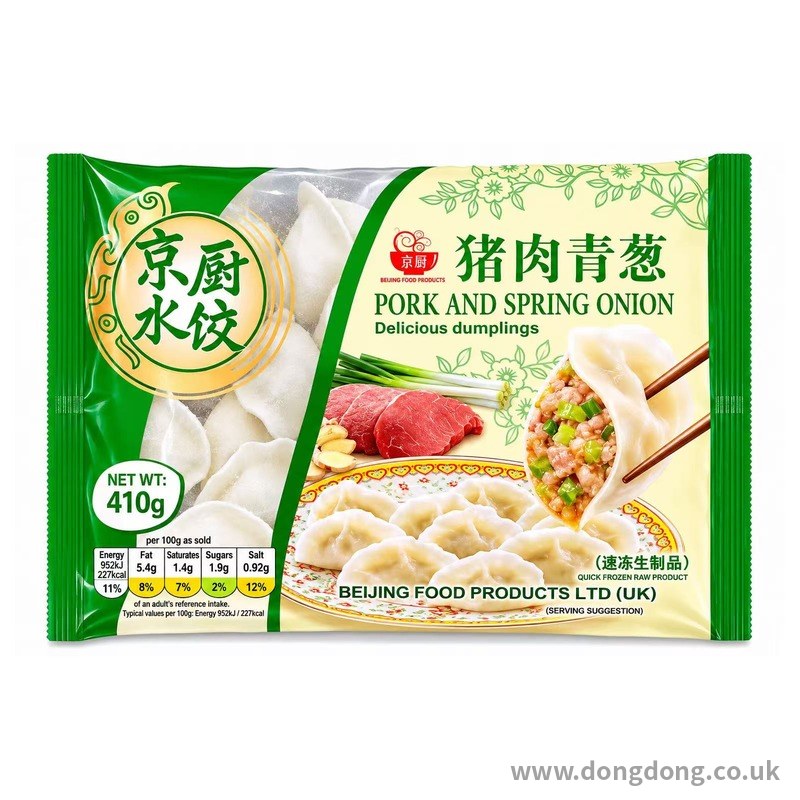 京厨
水饺
京厨
BEIJING FOOD PRODUCTS
猪肉青葱
PORK AND SPRING ONION
Delicious dumplings
NET WT:
410g
per 100g as sold
Energy 952kJ 227kcal 11%
Fat 5.4g 8%
Saturates 1.4g 7%
Sugars 1.9g 2%
Salt 0.92g 12%
of an adult's reference intake.
Typical values per 100g: Energy 952kJ / 227kcal
(速冻生制品)
QUICK FROZEN RAW PRODUCT
BEIJING FOOD PRODUCTS LTD (UK)
(SERVING SUGGESTION)
www.dongdong.co.uk